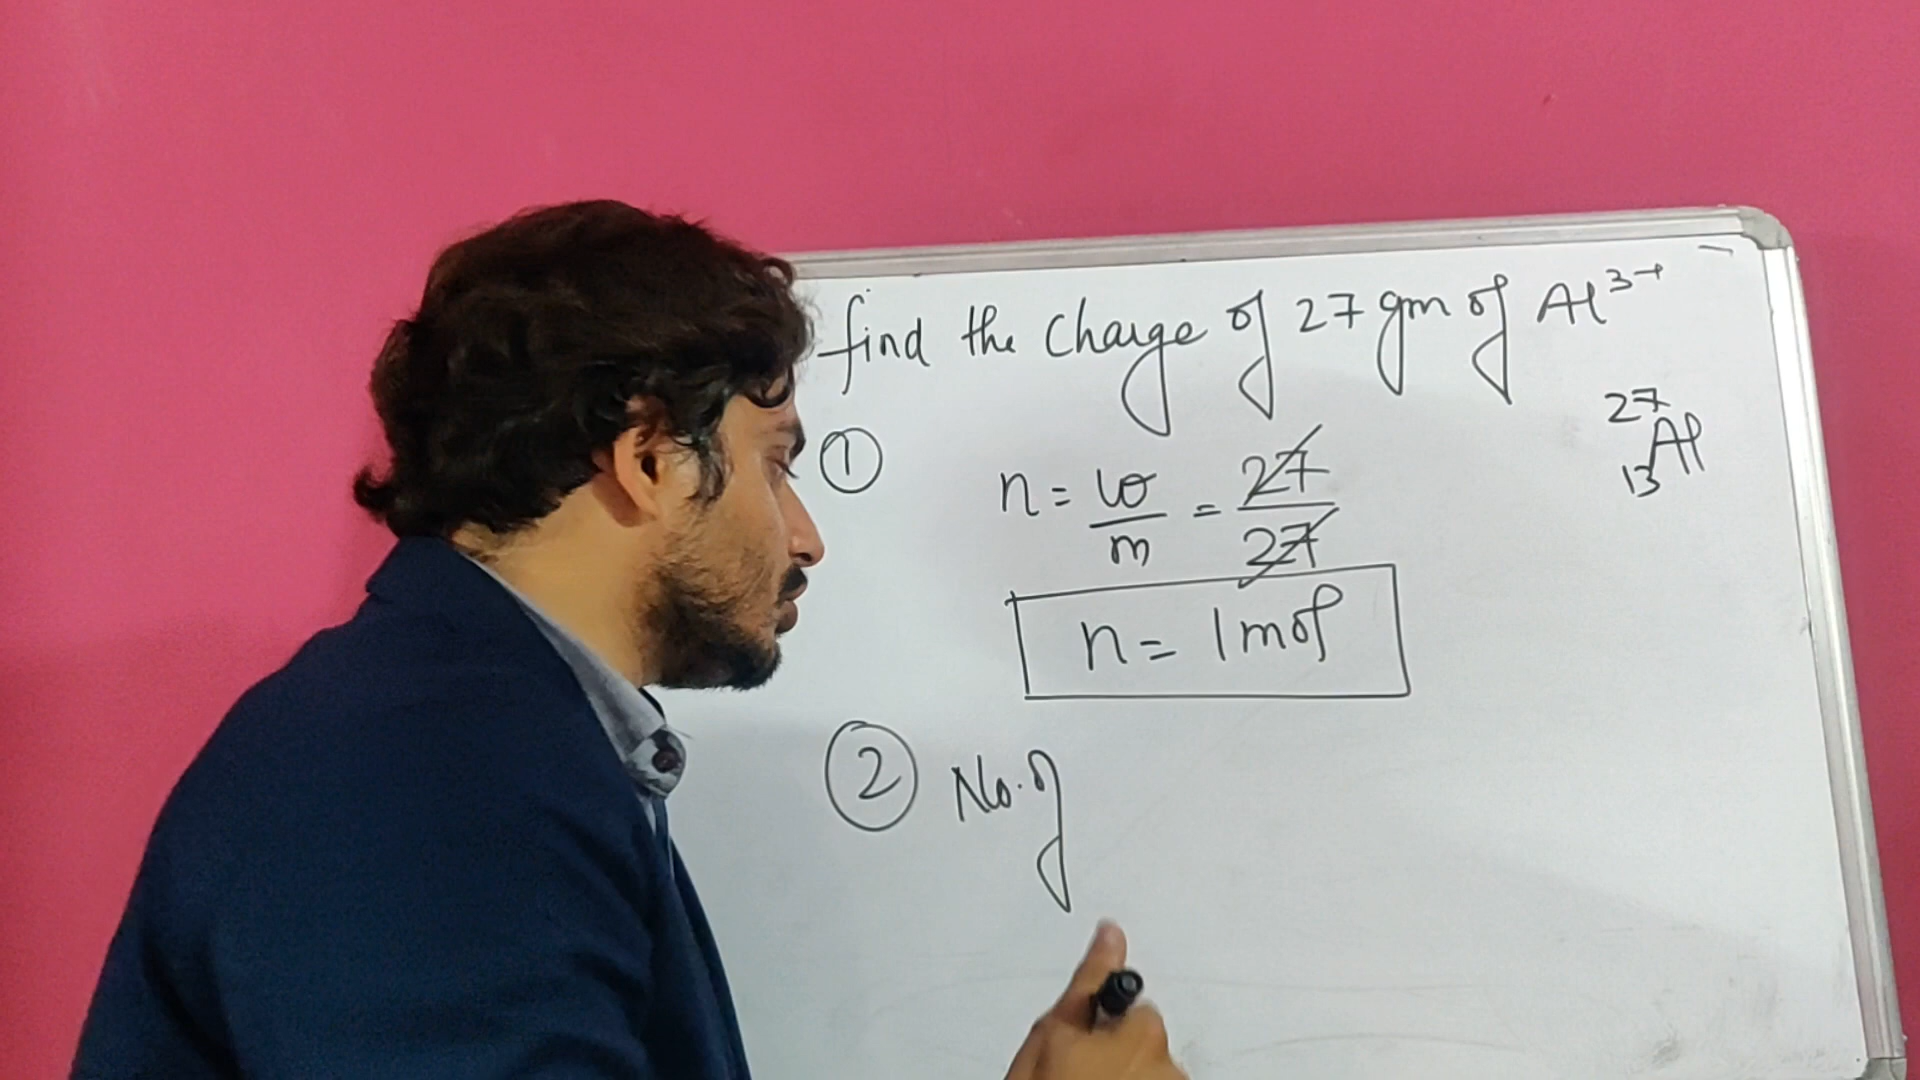 find the charge of 27 gm of Al³⁺
27
Al
13
① n = w/m = 27/27
n = 1 mol
② No. of